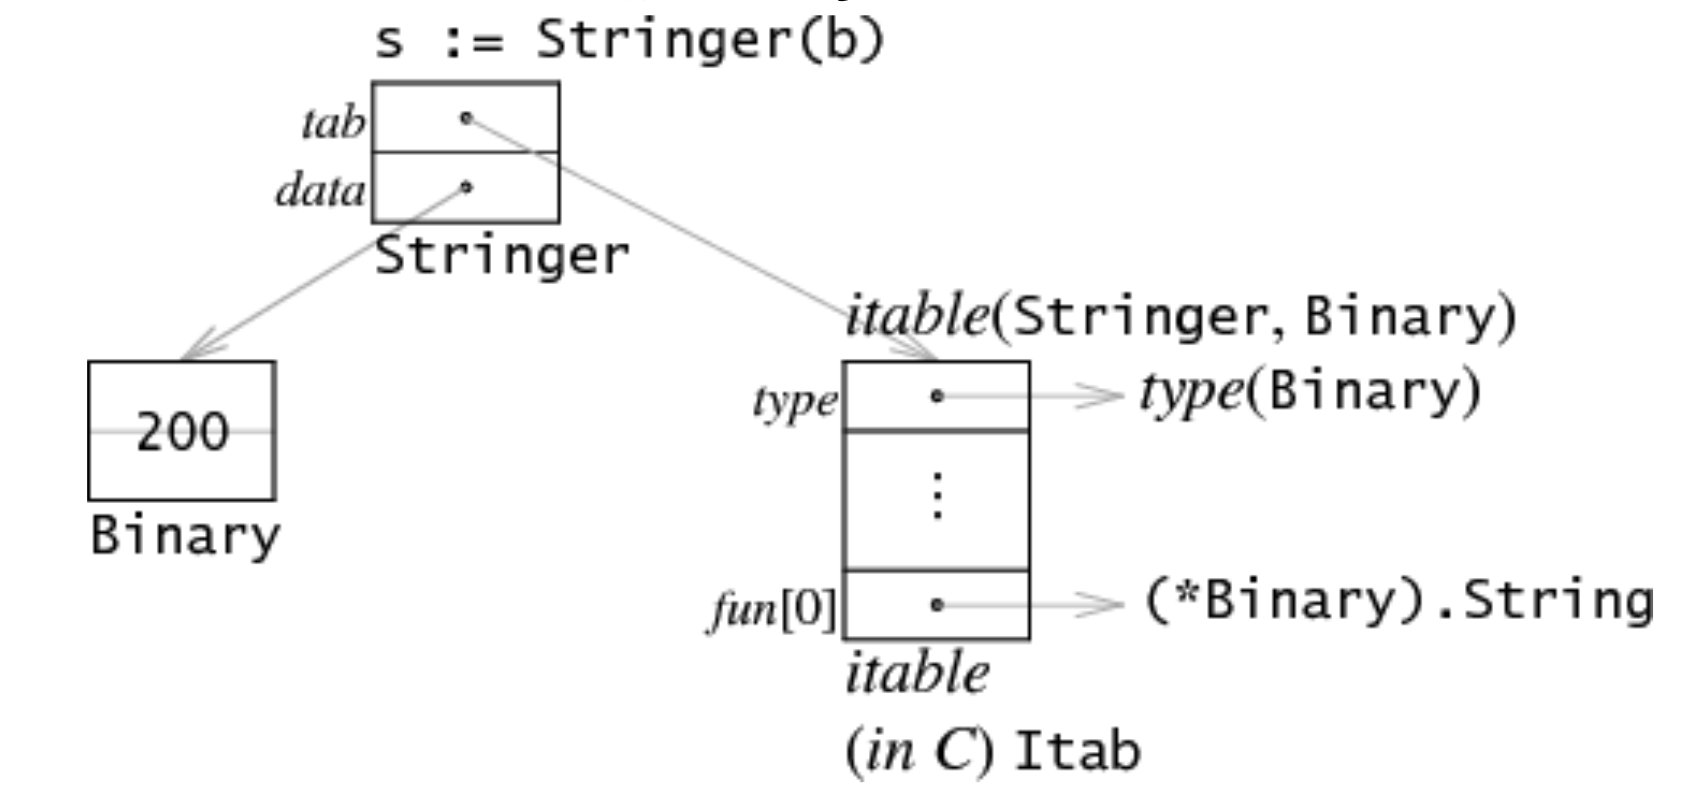 s := Stringer(b)
tab
data
Stringer
itable(Stringer, Binary)
type
type(Binary)
200
Binary
fun[0]
(*Binary).String
itable
(in C) Itab